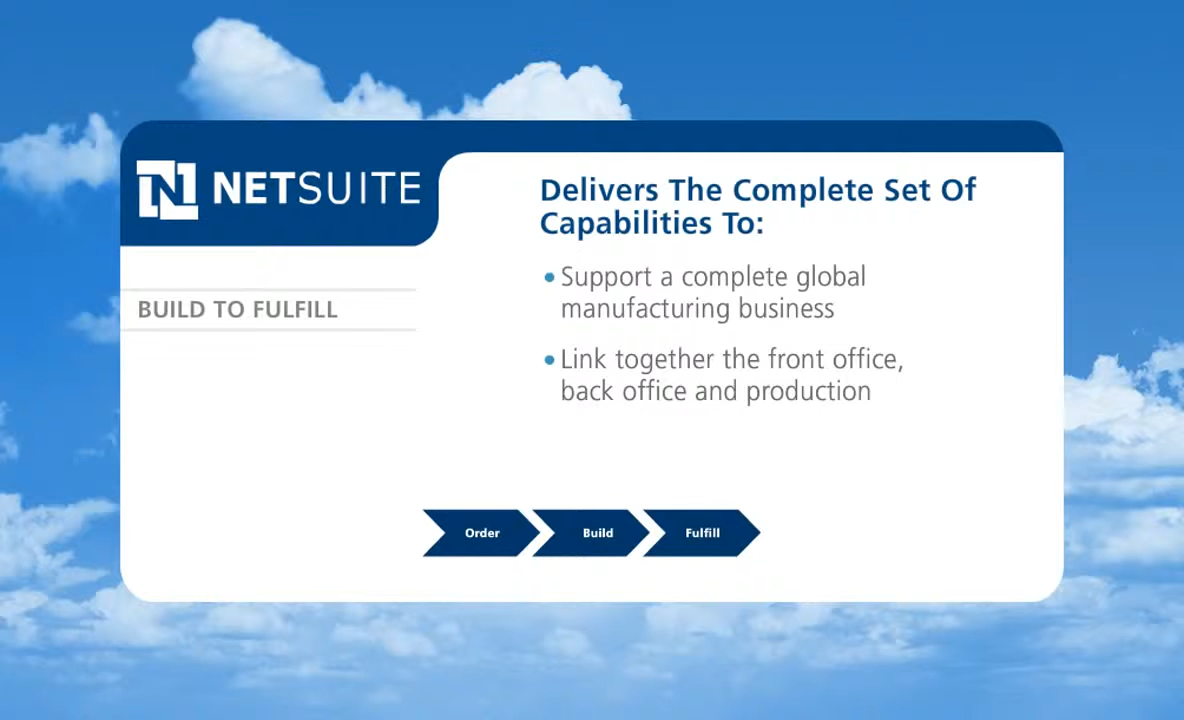 NETSUITE
BUILD TO FULFILL
Delivers The Complete Set Of
Capabilities To:
• Support a complete global
manufacturing business
• Link together the front office,
back office and production
Order
Build
Fulfill